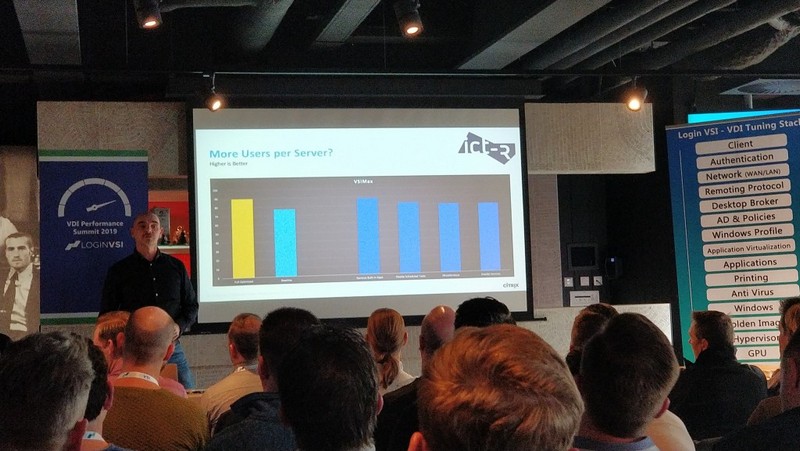 More Users per Server?
Higher is Better
ict-R
VSIMax
citrix
VDI Performance
Summit 2019
LOGINVSI
Login VSI - VDI Tuning Stack
Client
Authentication
Network (WAN/LAN)
Remoting Protocol
Desktop Broker
AD & Policies
Windows Profile
Application Virtualization
Applications
Printing
Anti Virus
Windows
olden Imag
Hypervisor
GPU